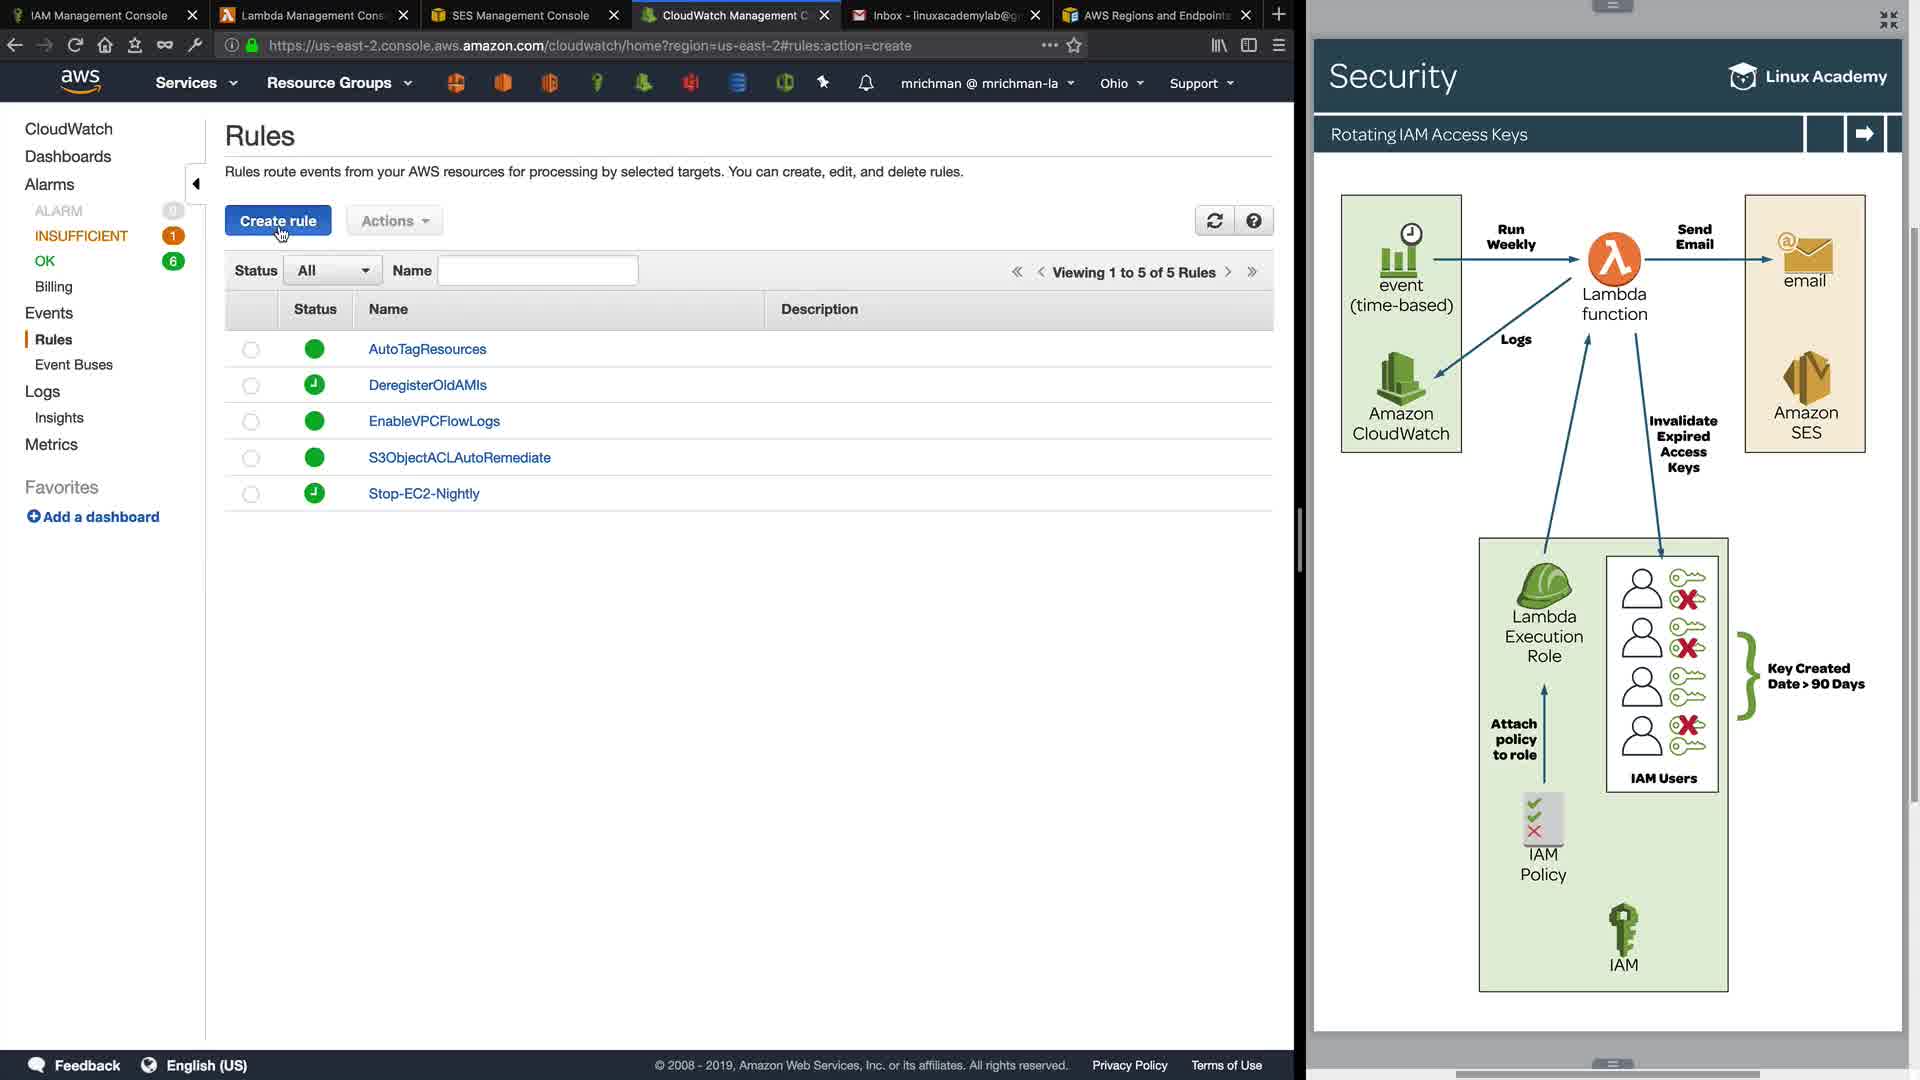 IAM Management Console
Lambda Management Cons
SES Management Console
CloudWatch Management C
Inbox - linuxacademylab@g
AWS Regions and Endpoints
https://us-east-2.console.aws.amazon.com/cloudwatch/home?region=us-east-2#rules:action=create
aws
Services
Resource Groups
mrichman @ mrichman-la
Ohio
Support
CloudWatch
Dashboards
Alarms
ALARM 0
INSUFFICIENT 1
OK 6
Billing
Events
Rules
Event Buses
Logs
Insights
Metrics
Favorites
Add a dashboard
Rules
Rules route events from your AWS resources for processing by selected targets. You can create, edit, and delete rules.
Create rule
Actions
Status All Name
Viewing 1 to 5 of 5 Rules
Status Name Description
AutoTagResources
DeregisterOldAMIs
EnableVPCFlowLogs
S3ObjectACLAutoRemediate
Stop-EC2-Nightly
Feedback
English (US)
© 2008 - 2019, Amazon Web Services, Inc. or its affiliates. All rights reserved.
Privacy Policy
Terms of Use
Security
Linux Academy
Rotating IAM Access Keys
event
(time-based)
Run
Weekly
λ
Lambda
function
Send
Email
@
email
Logs
Amazon
CloudWatch
Amazon
SES
Invalidate
Expired
Access
Keys
Lambda
Execution
Role
Key Created
Date > 90 Days
Attach
policy
to role
IAM Users
IAM
Policy
IAM